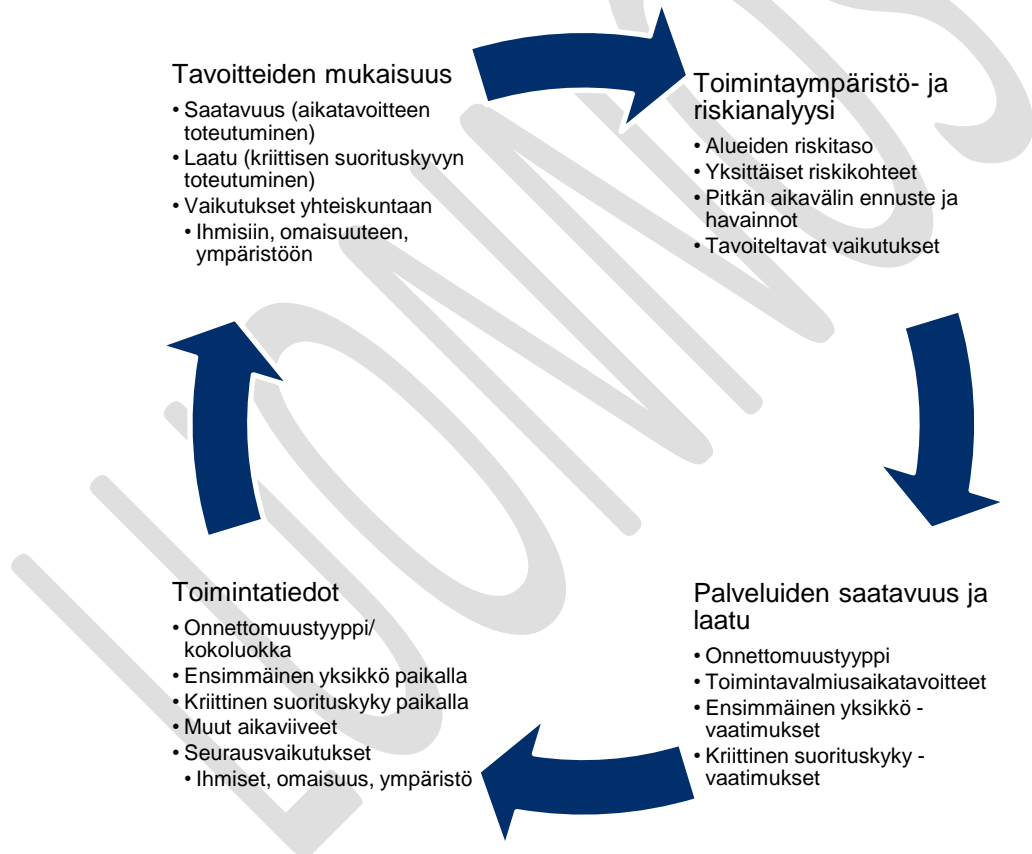 Tavoitteiden mukaisuus
• Saatavuus (aikatavoitteen
toteutuminen)
• Laatu (kriittisen suorituskyvyn
toteutuminen)
• Vaikutukset yhteiskuntaan
• Ihmisiin, omaisuuteen,
ympäristöön
Toimintaympäristö- ja
riskianalyysi
• Alueiden riskitaso
• Yksittäiset riskikohteet
• Pitkän aikavälin ennuste ja
havainnot
• Tavoiteltavat vaikutukset
Palveluiden saatavuus ja
laatu
• Onnettomuustyyppi
• Toimintavalmiusaikatavoitteet
• Ensimmäinen yksikkö -
vaatimukset
• Kriittinen suorituskyky -
vaatimukset
Toimintatiedot
• Onnettomuustyyppi/
kokoluokka
• Ensimmäinen yksikkö paikalla
• Kriittinen suorituskyky paikalla
• Muut aikaviiveet
• Seurausvaikutukset
• Ihmiset, omaisuus, ympäristö
LUONNOS